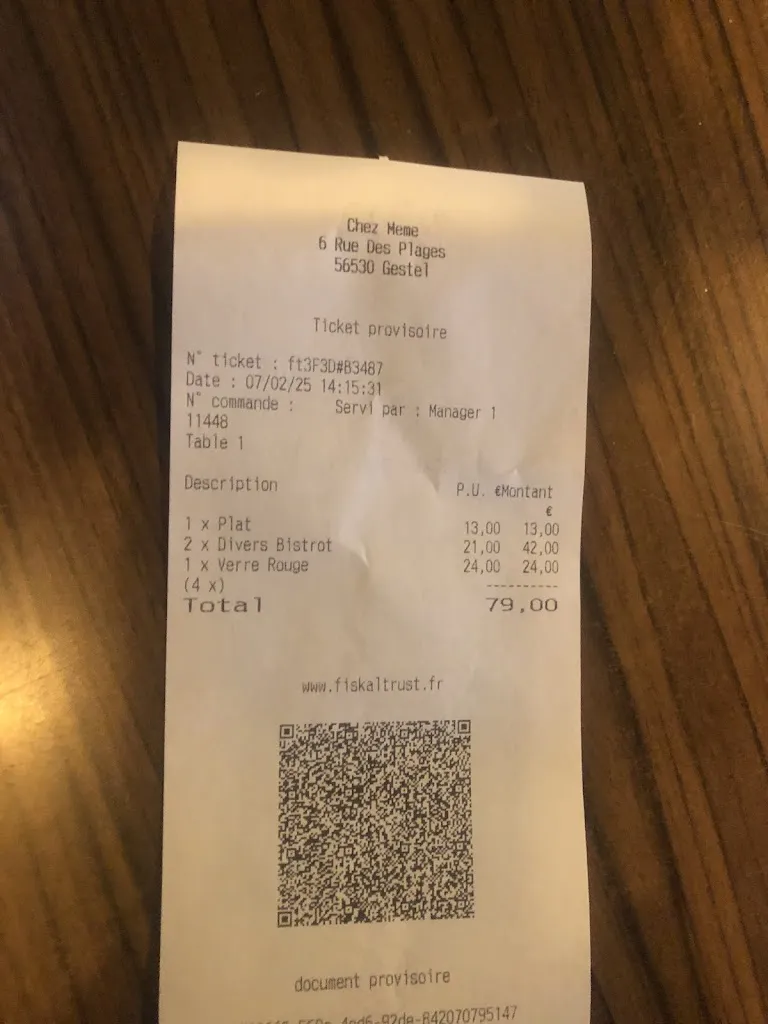 Chez Meme
6 Rue Des Plages
56530 Gestel
Ticket provisoire
N° ticket : ft3F3D#B3487
Date : 07/02/25 14:15:31
N° commande : Servi par : Manager 1
11448
Table 1
Description P.U. €Montant
€
1 x Plat 13,00 13,00
2 x Divers Bistrot 21,00 42,00
1 x Verre Rouge 24,00 24,00
(4 x) ----------
Total 79,00
www.fiskaltrust.fr
document provisoire
-92de-842070795147